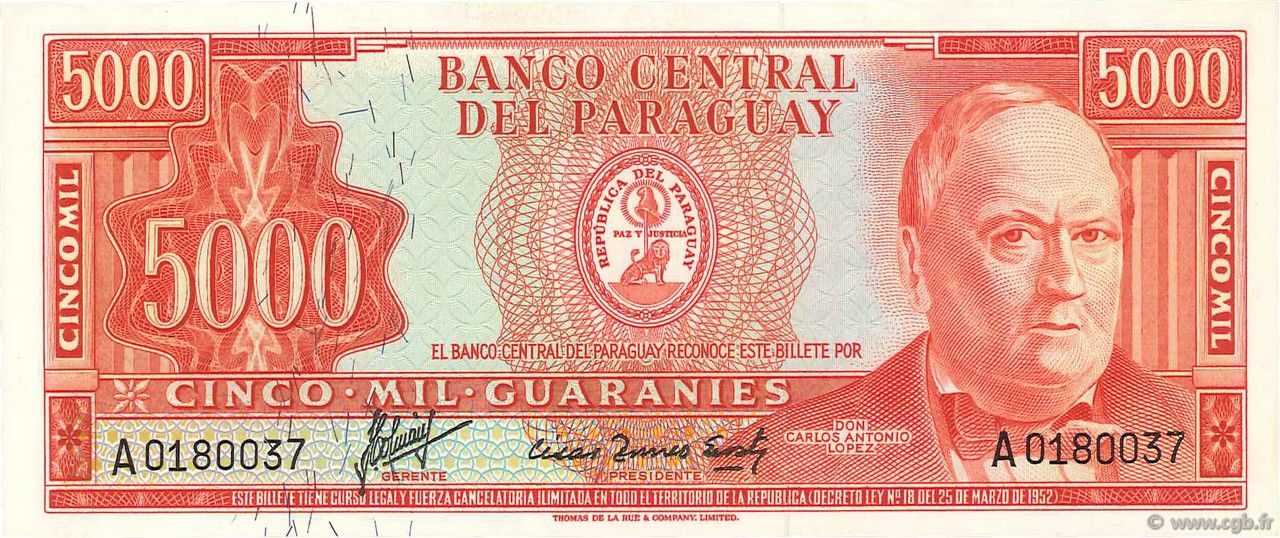 5000
BANCO CENTRAL
DEL PARAGUAY
5000
CINCO MIL
5000
REPUBLICA DEL PARAGUAY
PAZ Y JUSTICIA
CINCO MIL
EL BANCO CENTRAL DEL PARAGUAY RECONOCE ESTE BILLETE POR
CINCO · MIL · GUARANIES
A 0180037
GERENTE
PRESIDENTE
DON
CARLOS ANTONIO
LOPEZ
A 0180037
ESTE BILLETE TIENE CURSO LEGAL Y FUERZA CANCELATORIA ILIMITADA EN TODO EL TERRITORIO DE LA REPUBLICA (DECRETO LEY Nº 18 DEL 25 DE MARZO DE 1952)
THOMAS DE LA RUE & COMPANY, LIMITED.
© www.cgb.fr